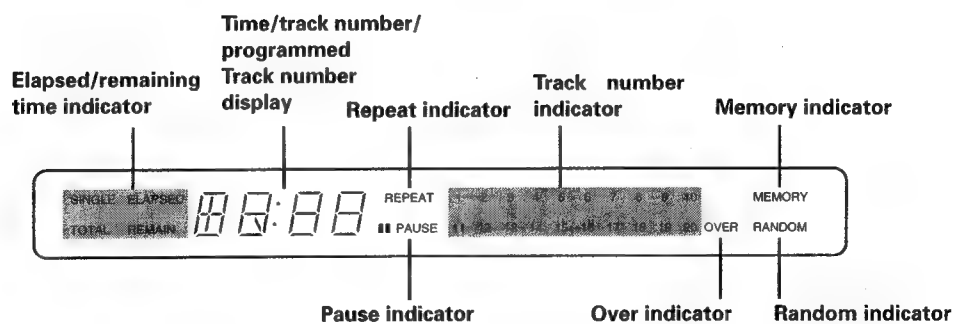 Time/track number/
programmed
Track number
display
Elapsed/remaining
time indicator
Repeat indicator
Track number
indicator
Memory indicator
SINGLE ELAPSED
TOTAL REMAIN
REPEAT
PAUSE
1 2 3 4 5 6 7 8 9 10
11 12 13 14 15 16 17 18 19 20
OVER
MEMORY
RANDOM
Pause indicator
Over indicator
Random indicator